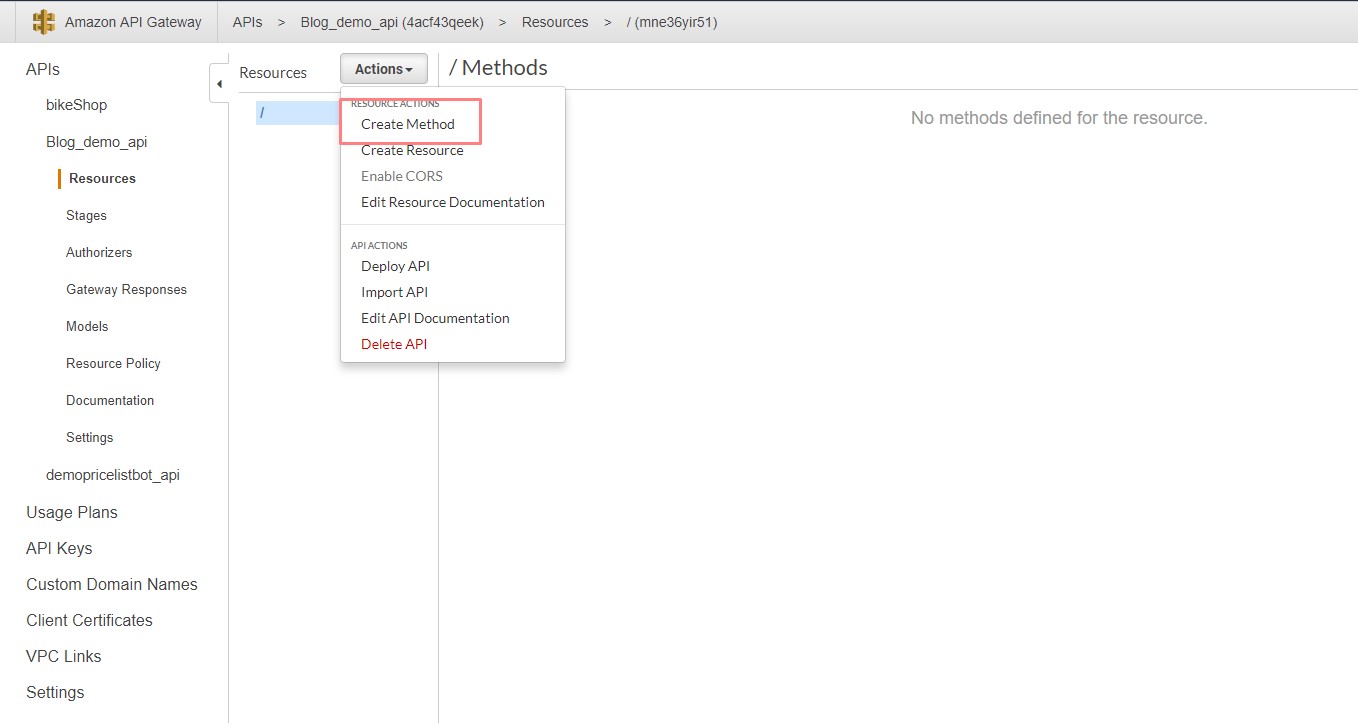 Amazon API Gateway
APIs > Blog_demo_api (4acf43qeek) > Resources > / (mne36yir51)
APIs
bikeShop
Blog_demo_api
Resources
Stages
Authorizers
Gateway Responses
Models
Resource Policy
Documentation
Settings
demopricelistbot_api
Usage Plans
API Keys
Custom Domain Names
Client Certificates
VPC Links
Settings
Resources
Actions
/
RESOURCE ACTIONS
Create Method
Create Resource
Enable CORS
Edit Resource Documentation
API ACTIONS
Deploy API
Import API
Edit API Documentation
Delete API
/ Methods
No methods defined for the resource.